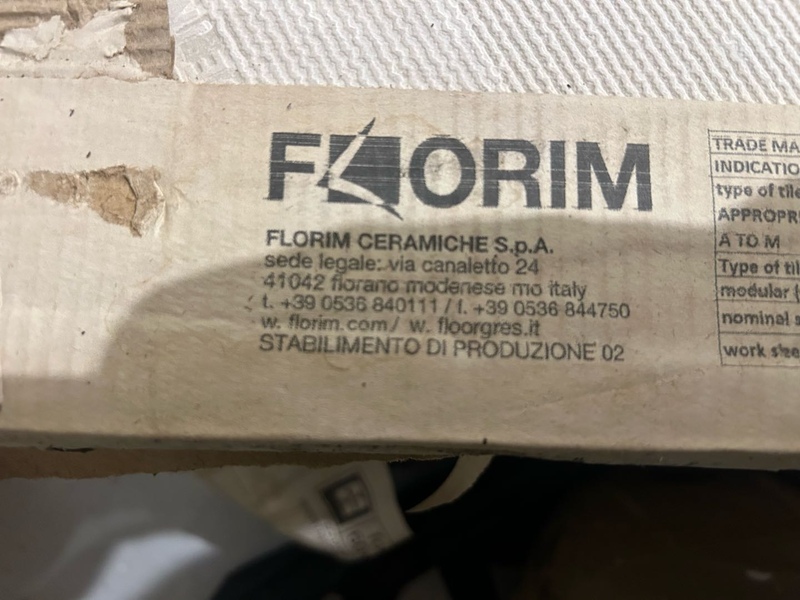 FLORIM
FLORIM CERAMICHE S.p.A.
sede legale: via canaletto 24
41042 fiorano modenese mo italy
t. +39 0536 840111 / f. +39 0536 844750
w. florim.com / w. floorgres.it
STABILIMENTO DI PRODUZIONE 02
TRADE MA
INDICATIO
type of tile
APPROPRI
A TO M
Type of til
modular (
nominal s
work size